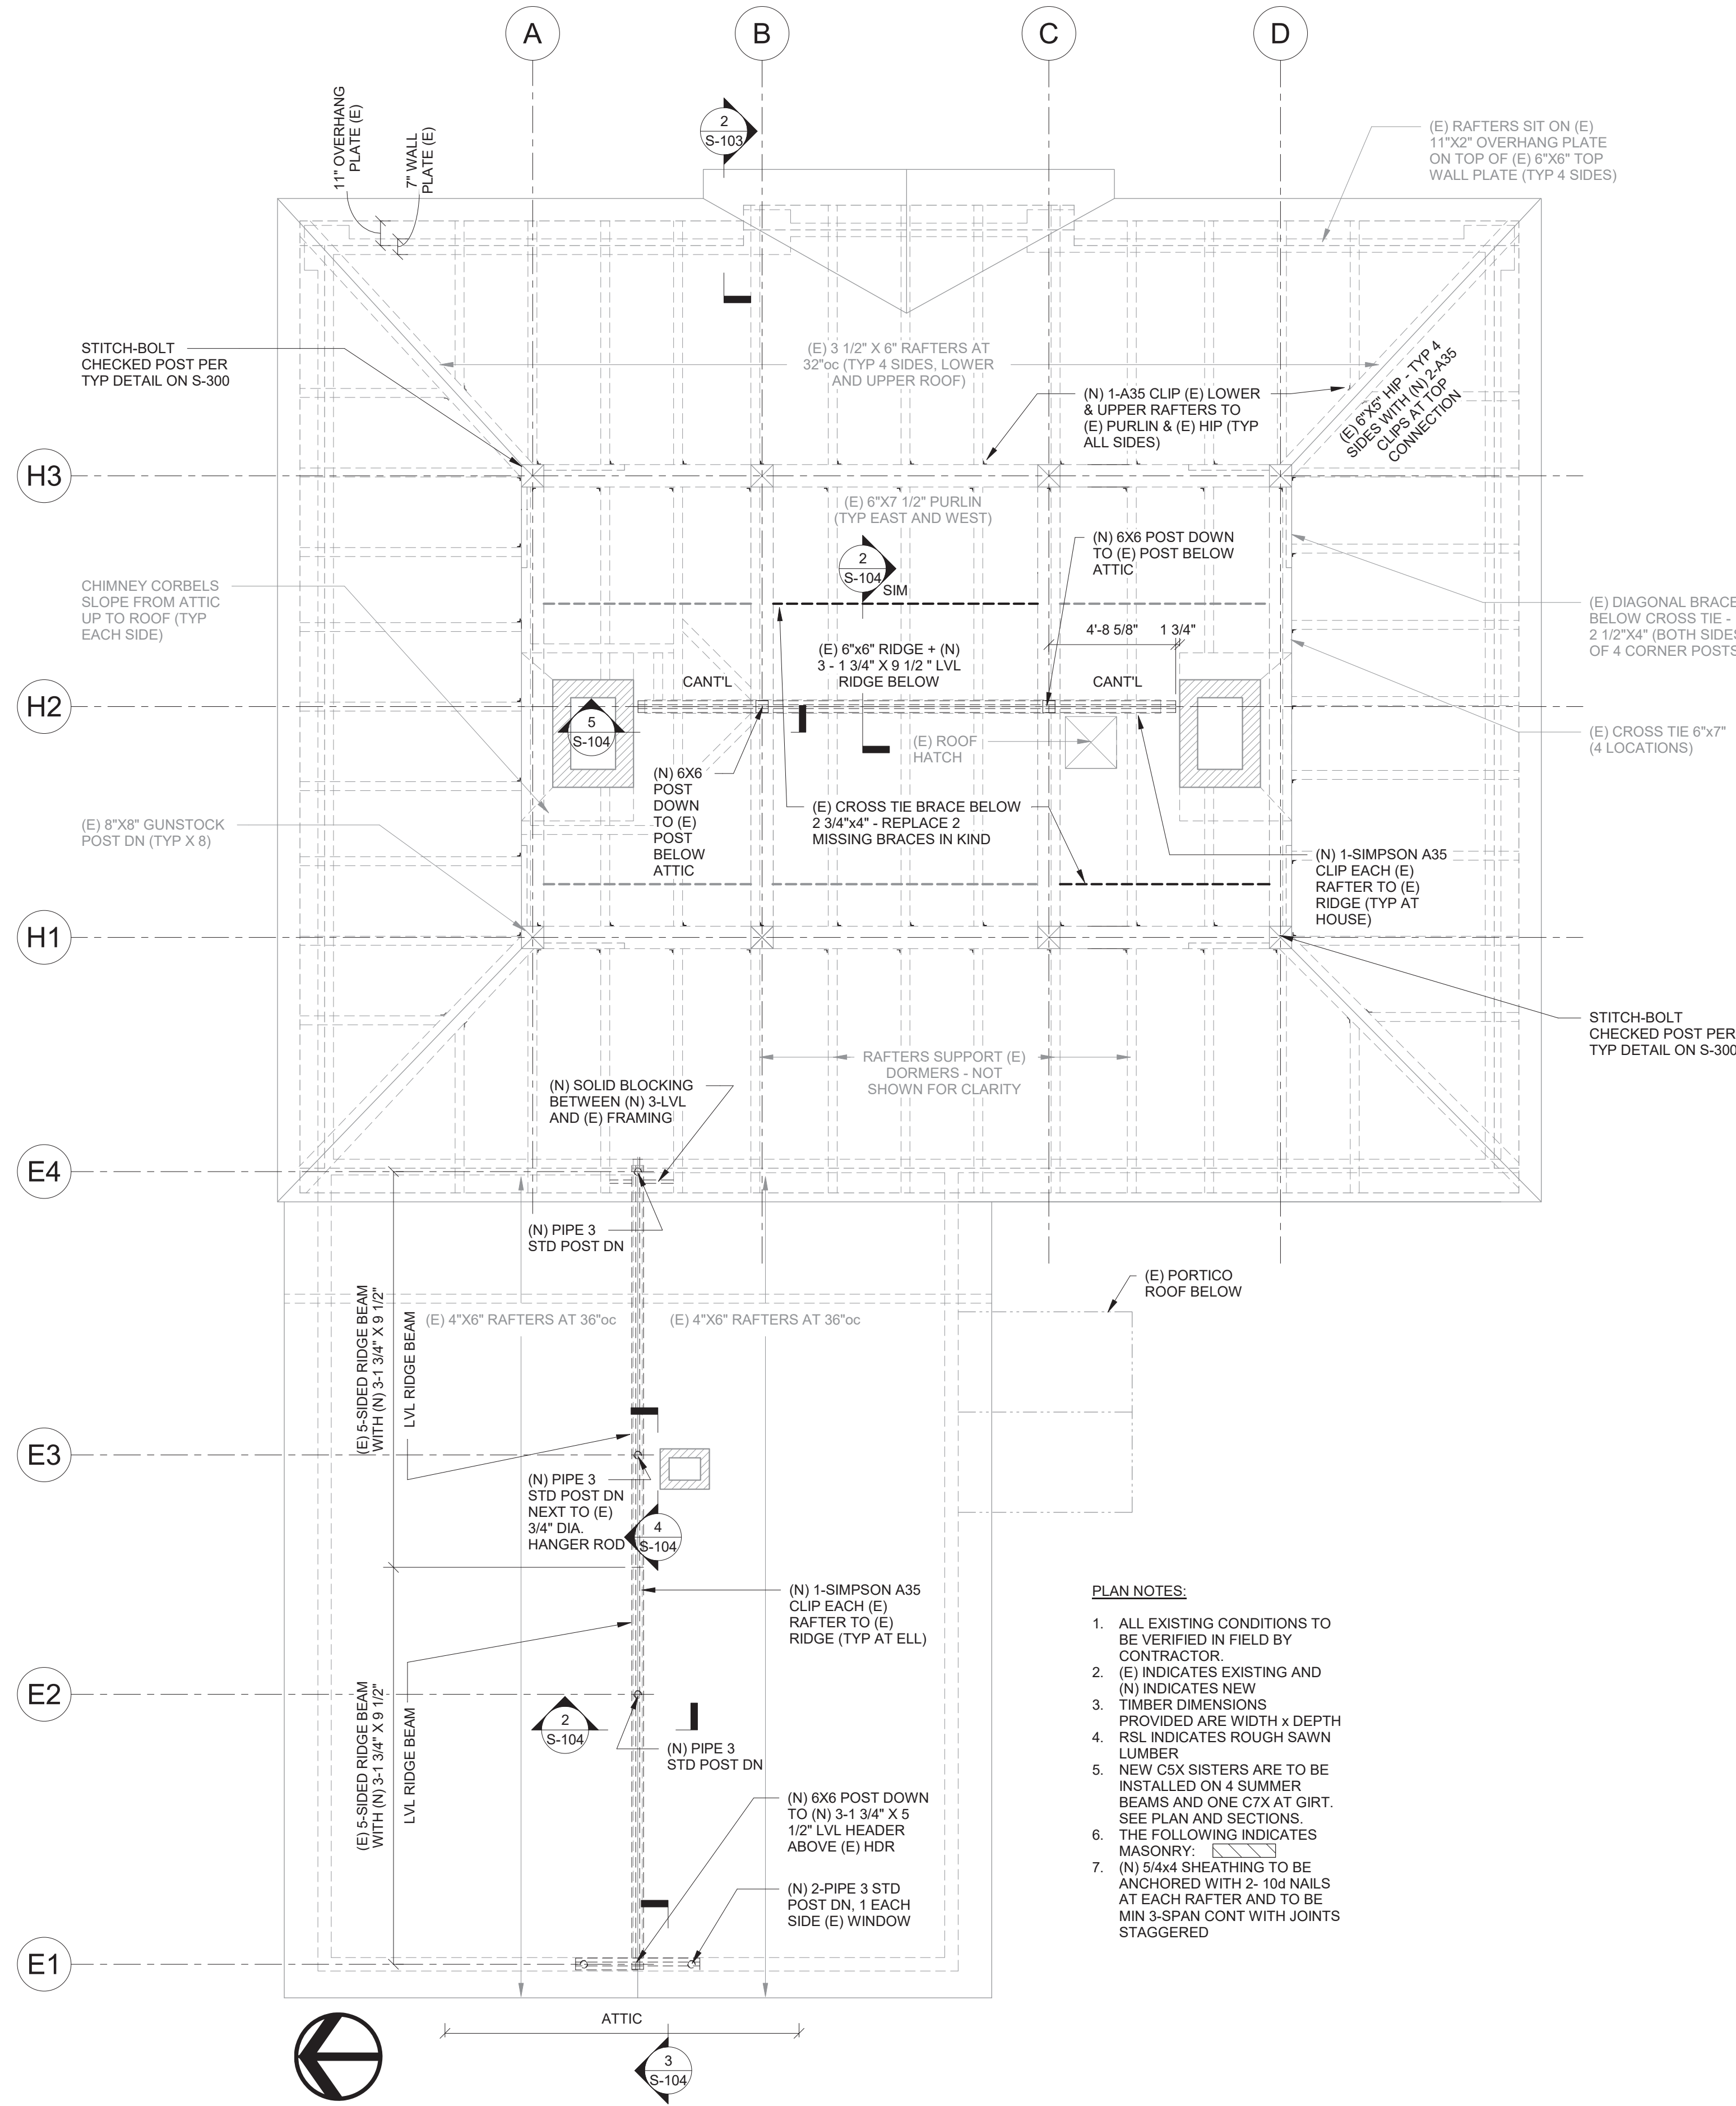 A
B
C
D
11" OVERHANG
PLATE (E)
7" WALL
PLATE (E)
2
S-103
(E) RAFTERS SIT ON (E)
11"X2" OVERHANG PLATE
ON TOP OF (E) 6"X6" TOP
WALL PLATE (TYP 4 SIDES)
STITCH-BOLT
CHECKED POST PER
TYP DETAIL ON S-300
(E) 3 1/2" X 6" RAFTERS AT
32"oc (TYP 4 SIDES, LOWER
AND UPPER ROOF)
(N) 1-A35 CLIP (E) LOWER
& UPPER RAFTERS TO
(E) PURLIN & (E) HIP (TYP
ALL SIDES)
(E) 6"X5" HIP - TYP 4
SIDES WITH (N) 2-A35
CLIPS AT TOP
CONNECTION
H3
(E) 6"X7 1/2" PURLIN
(TYP EAST AND WEST)
2
S-104
SIM
(N) 6X6 POST DOWN
TO (E) POST BELOW
ATTIC
CHIMNEY CORBELS
SLOPE FROM ATTIC
UP TO ROOF (TYP
EACH SIDE)
(E) DIAGONAL BRACE
BELOW CROSS TIE -
2 1/2"X4" (BOTH SIDES
OF 4 CORNER POSTS
4'-8 5/8"
1 3/4"
(E) 6"x6" RIDGE + (N)
3 - 1 3/4" X 9 1/2 " LVL
RIDGE BELOW
CANT'L
CANT'L
H2
5
S-104
(E) ROOF
HATCH
(E) CROSS TIE 6"x7"
(4 LOCATIONS)
(N) 6X6
POST
DOWN
TO (E)
POST
BELOW
ATTIC
(E) CROSS TIE BRACE BELOW
2 3/4"x4" - REPLACE 2
MISSING BRACES IN KIND
(E) 8"X8" GUNSTOCK
POST DN (TYP X 8)
(N) 1-SIMPSON A35
CLIP EACH (E)
RAFTER TO (E)
RIDGE (TYP AT
HOUSE)
H1
STITCH-BOLT
CHECKED POST PER
TYP DETAIL ON S-300
RAFTERS SUPPORT (E)
DORMERS - NOT
SHOWN FOR CLARITY
(N) SOLID BLOCKING
BETWEEN (N) 3-LVL
AND (E) FRAMING
E4
(N) PIPE 3
STD POST DN
(E) PORTICO
ROOF BELOW
(E) 4"X6" RAFTERS AT 36"oc
(E) 4"X6" RAFTERS AT 36"oc
(E) 5-SIDED RIDGE BEAM
WITH (N) 3-1 3/4" X 9 1/2"
LVL RIDGE BEAM
E3
(N) PIPE 3
STD POST DN
NEXT TO (E)
3/4" DIA.
HANGER ROD
4
S-104
(N) 1-SIMPSON A35
CLIP EACH (E)
RAFTER TO (E)
RIDGE (TYP AT ELL)
(E) 5-SIDED RIDGE BEAM
WITH (N) 3-1 3/4" X 9 1/2"
LVL RIDGE BEAM
E2
2
S-104
(N) PIPE 3
STD POST DN
(N) 6X6 POST DOWN
TO (N) 3-1 3/4" X 5
1/2" LVL HEADER
ABOVE (E) HDR
(N) 2-PIPE 3 STD
POST DN, 1 EACH
SIDE (E) WINDOW
E1
ATTIC
3
S-104
PLAN NOTES:
1. ALL EXISTING CONDITIONS TO
BE VERIFIED IN FIELD BY
CONTRACTOR.
2. (E) INDICATES EXISTING AND
(N) INDICATES NEW
3. TIMBER DIMENSIONS
PROVIDED ARE WIDTH x DEPTH
4. RSL INDICATES ROUGH SAWN
LUMBER
5. NEW C5X SISTERS ARE TO BE
INSTALLED ON 4 SUMMER
BEAMS AND ONE C7X AT GIRT.
SEE PLAN AND SECTIONS.
6. THE FOLLOWING INDICATES
MASONRY:
7. (N) 5/4x4 SHEATHING TO BE
ANCHORED WITH 2- 10d NAILS
AT EACH RAFTER AND TO BE
MIN 3-SPAN CONT WITH JOINTS
STAGGERED